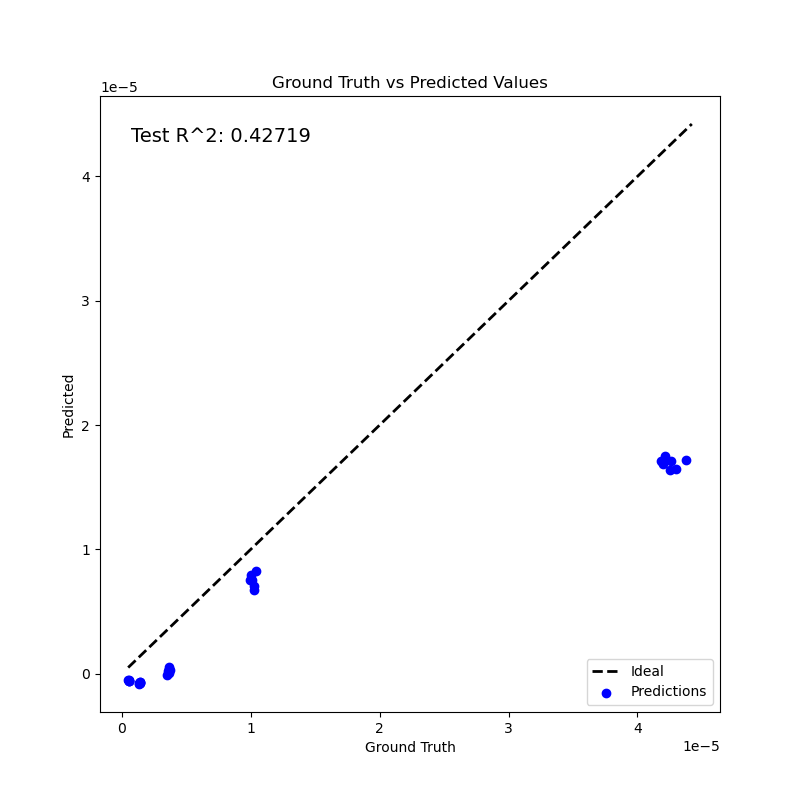 Ground Truth vs Predicted Values
1e−5
Test R^2: 0.42719
4
3
2
1
0
Predicted
Ideal
Predictions
0
1
2
3
4
1e−5
Ground Truth